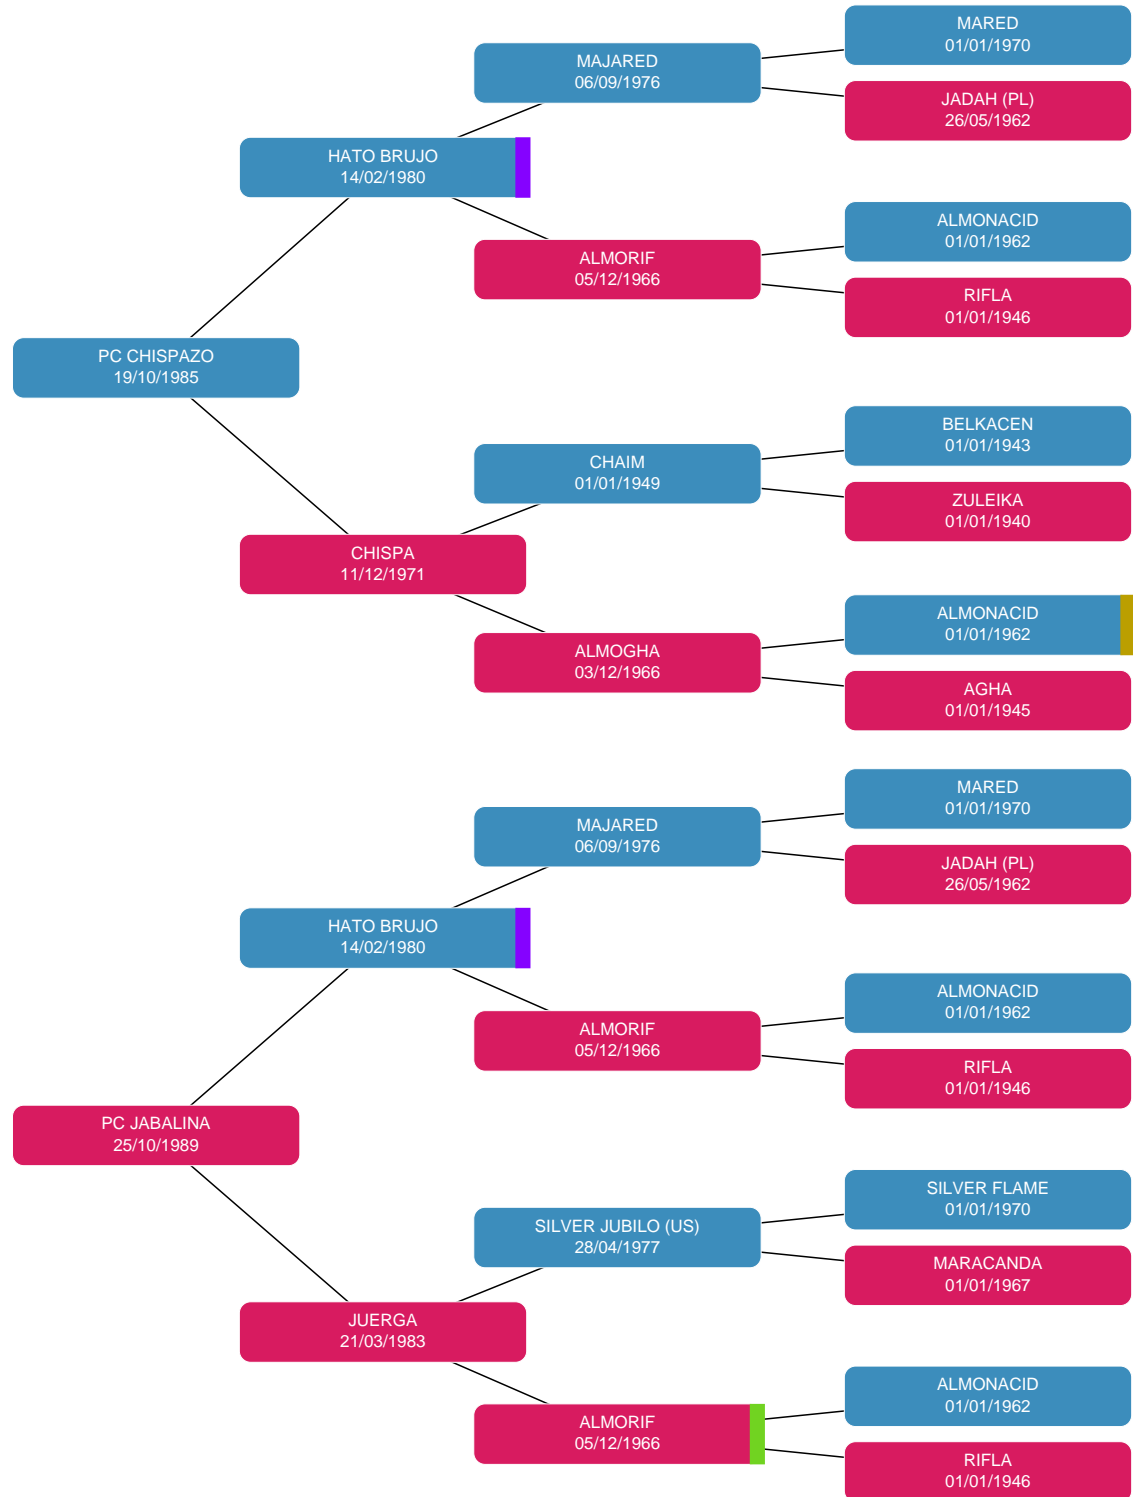 MARED
01/01/1970
MAJARED
06/09/1976
JADAH (PL)
26/05/1962
HATO BRUJO
14/02/1980
ALMONACID
01/01/1962
ALMORIF
05/12/1966
RIFLA
01/01/1946
PC CHISPAZO
19/10/1985
BELKACEN
01/01/1943
CHAIM
01/01/1949
ZULEIKA
01/01/1940
CHISPA
11/12/1971
ALMONACID
01/01/1962
ALMOGHA
03/12/1966
AGHA
01/01/1945
MARED
01/01/1970
MAJARED
06/09/1976
JADAH (PL)
26/05/1962
HATO BRUJO
14/02/1980
ALMONACID
01/01/1962
ALMORIF
05/12/1966
RIFLA
01/01/1946
PC JABALINA
25/10/1989
SILVER FLAME
01/01/1970
SILVER JUBILO (US)
28/04/1977
MARACANDA
01/01/1967
JUERGA
21/03/1983
ALMONACID
01/01/1962
ALMORIF
05/12/1966
RIFLA
01/01/1946